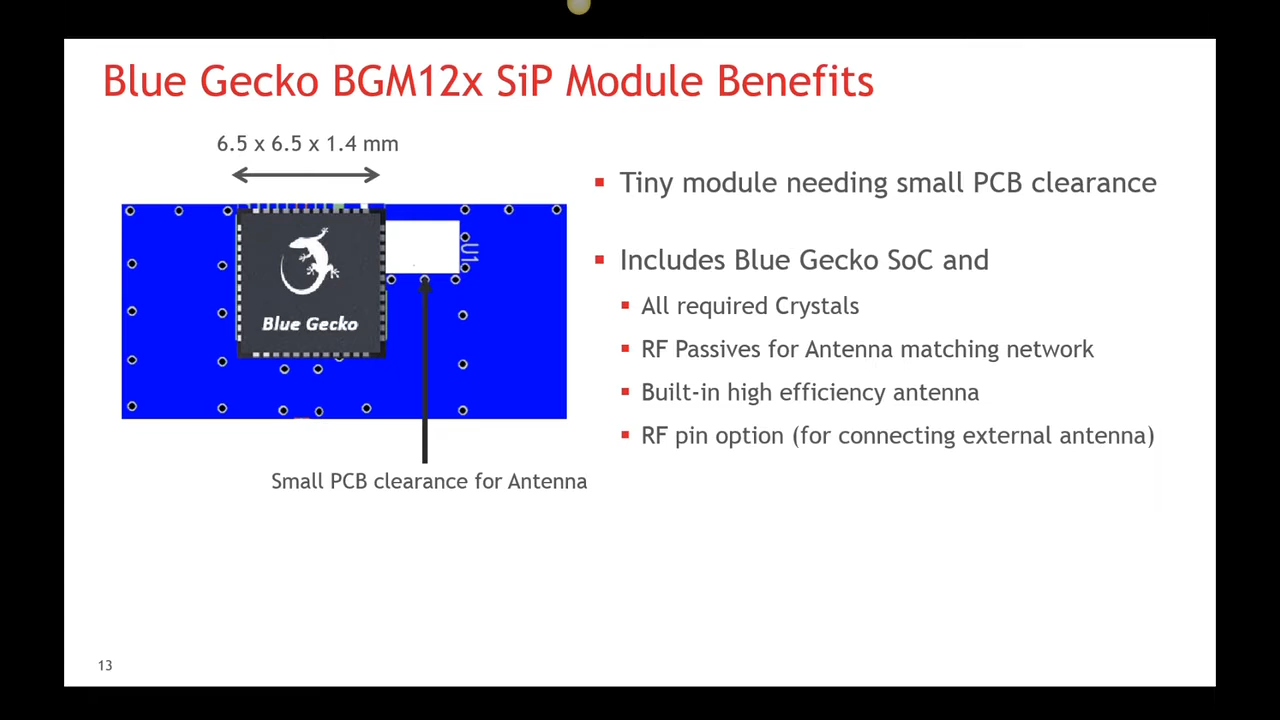 Blue Gecko BGM12x SiP Module Benefits
6.5 x 6.5 x 1.4 mm
U1
Blue Gecko
Small PCB clearance for Antenna
Tiny module needing small PCB clearance
Includes Blue Gecko SoC and
All required Crystals
RF Passives for Antenna matching network
Built-in high efficiency antenna
RF pin option (for connecting external antenna)
13